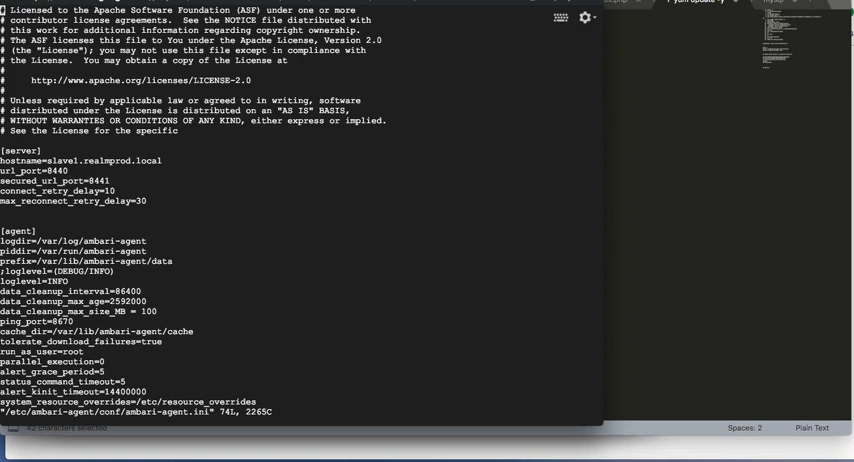 # Licensed to the Apache Software Foundation (ASF) under one or more
# contributor license agreements.  See the NOTICE file distributed with
# this work for additional information regarding copyright ownership.
# The ASF licenses this file to You under the Apache License, Version 2.0
# (the "License"); you may not use this file except in compliance with
# the License.  You may obtain a copy of the License at
#
#     http://www.apache.org/licenses/LICENSE-2.0
#
# Unless required by applicable law or agreed to in writing, software
# distributed under the License is distributed on an "AS IS" BASIS,
# WITHOUT WARRANTIES OR CONDITIONS OF ANY KIND, either express or implied.
# See the License for the specific
[server]
hostname=slave1.realmprod.local
url_port=8440
secured_url_port=8441
connect_retry_delay=10
max_reconnect_retry_delay=30
[agent]
logdir=/var/log/ambari-agent
piddir=/var/run/ambari-agent
prefix=/var/lib/ambari-agent/data
;loglevel=(DEBUG/INFO)
loglevel=INFO
data_cleanup_interval=86400
data_cleanup_max_age=2592000
data_cleanup_max_size_MB = 100
ping_port=8670
cache_dir=/var/lib/ambari-agent/cache
tolerate_download_failures=true
run_as_user=root
parallel_execution=0
alert_grace_period=5
status_command_timeout=5
alert_kinit_timeout=14400000
system_resource_overrides=/etc/resource_overrides
"/etc/ambari-agent/conf/ambari-agent.ini" 74L, 2265C
42 characters selected
Spaces: 2
Plain Text